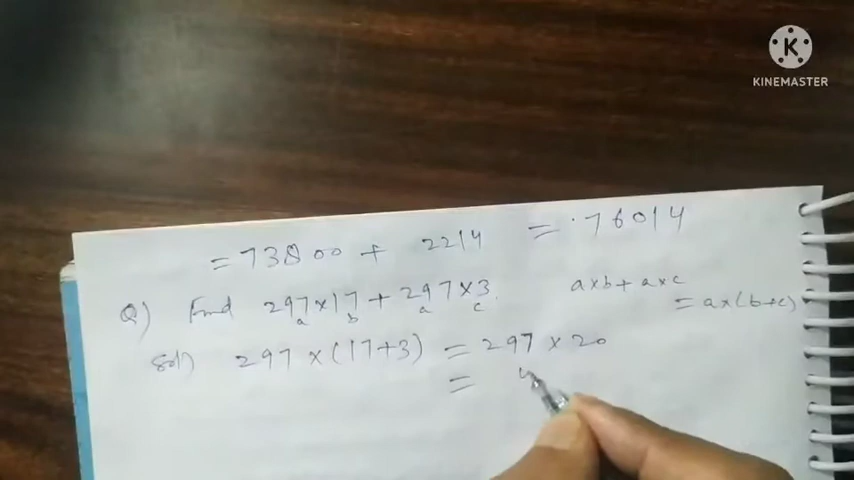 KINEMASTER
= 73800 + 2214 = 76014
Q) Find 297×17 + 297×3. a×b + a×c
a b a c = a×(b+c)
Sol) 297 × (17+3) = 297 × 20
=